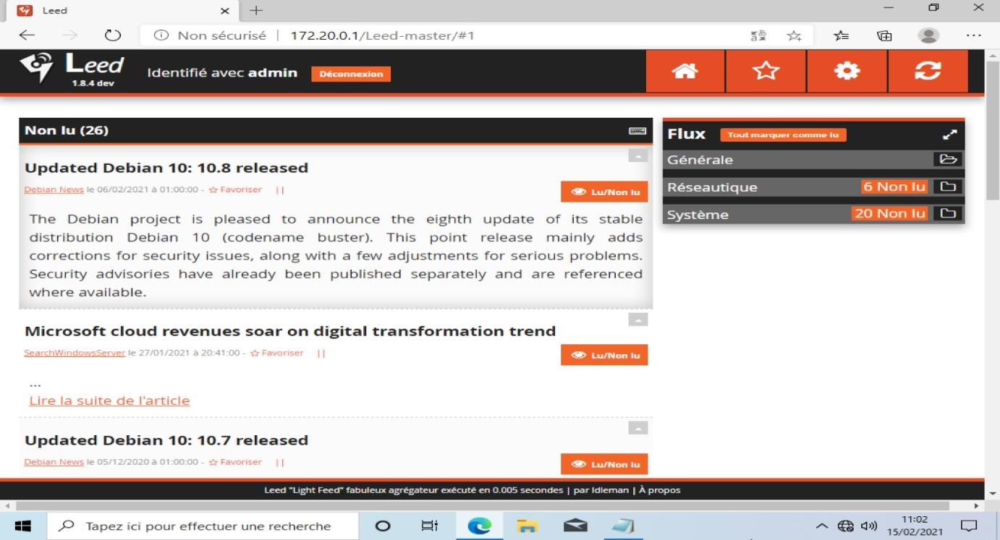 Leed
Non sécurisé | 172.20.0.1/Leed-master/#1
Leed
1.8.4 dev
Identifié avec admin
Déconnexion
Non lu (26)
Updated Debian 10: 10.8 released
Debian News le 06/02/2021 à 01:00:00 - Favoriser ||
Lu/Non lu
The Debian project is pleased to announce the eighth update of its stable
distribution Debian 10 (codename buster). This point release mainly adds
corrections for security issues, along with a few adjustments for serious problems.
Security advisories have already been published separately and are referenced
where available.
Microsoft cloud revenues soar on digital transformation trend
SearchWindowsServer le 27/01/2021 à 20:41:00 - Favoriser ||
Lu/Non lu
...
Lire la suite de l'article
Updated Debian 10: 10.7 released
Debian News le 05/12/2020 à 01:00:00 - Favoriser ||
Lu/Non lu
Flux Tout marquer comme lu
Générale
Réseautique 6 Non lu
Système 20 Non lu
Leed "Light Feed" fabuleux agrégateur exécuté en 0.005 secondes | par Idleman | À propos
Tapez ici pour effectuer une recherche
11:02
15/02/2021